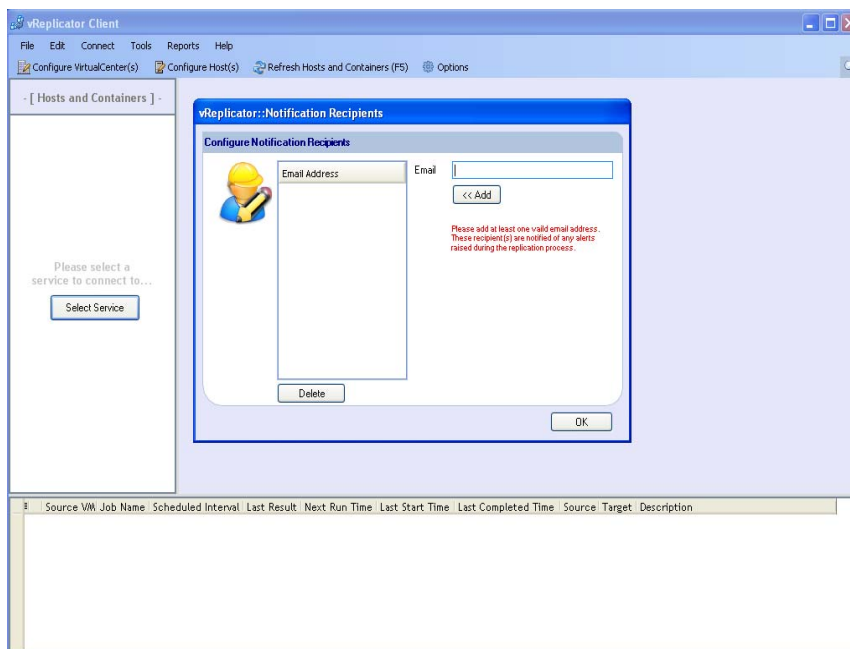 vReplicator Client
File Edit Connect Tools Reports Help
Configure VirtualCenter(s) Configure Host(s) Refresh Hosts and Containers (F5) Options
- [ Hosts and Containers ] -
Please select a
service to connect to...
Select Service
vReplicator::Notification Recipients
Configure Notification Recipients
Email Address
Email
<< Add
Please add at least one vaild email address.
These recipient(s) are notified of any alerts
raised during the replication process.
Delete
OK
Source VM Job Name Scheduled Interval Last Result Next Run Time Last Start Time Last Completed Time Source Target Description